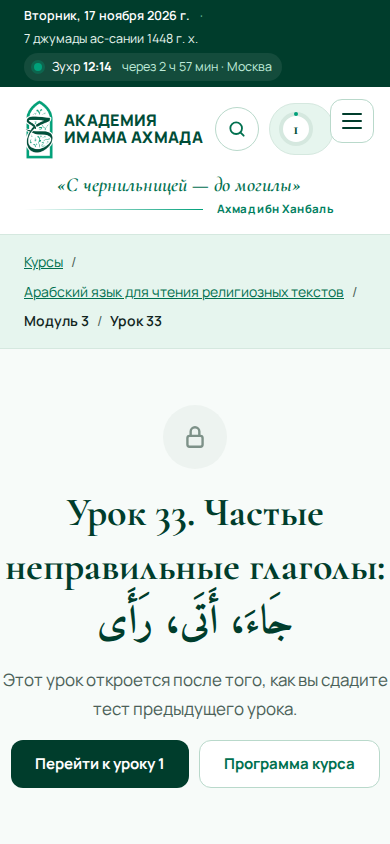 Вторник, 17 ноября 2026 г. ·
7 джумады ас-сании 1448 г. х.
Зухр 12:14 через 2 ч 57 мин · Москва
АКАДЕМИЯ
ИМАМА АХМАДА
1
«С чернильницей — до могилы»
Ахмад ибн Ханбаль
Курсы /
Арабский язык для чтения религиозных текстов /
Модуль 3 / Урок 33
Урок 33. Частые
неправильные глаголы:
جَاءَ، أَتَى، رَأَى
Этот урок откроется после того, как вы сдадите
тест предыдущего урока.
Перейти к уроку 1
Программа курса